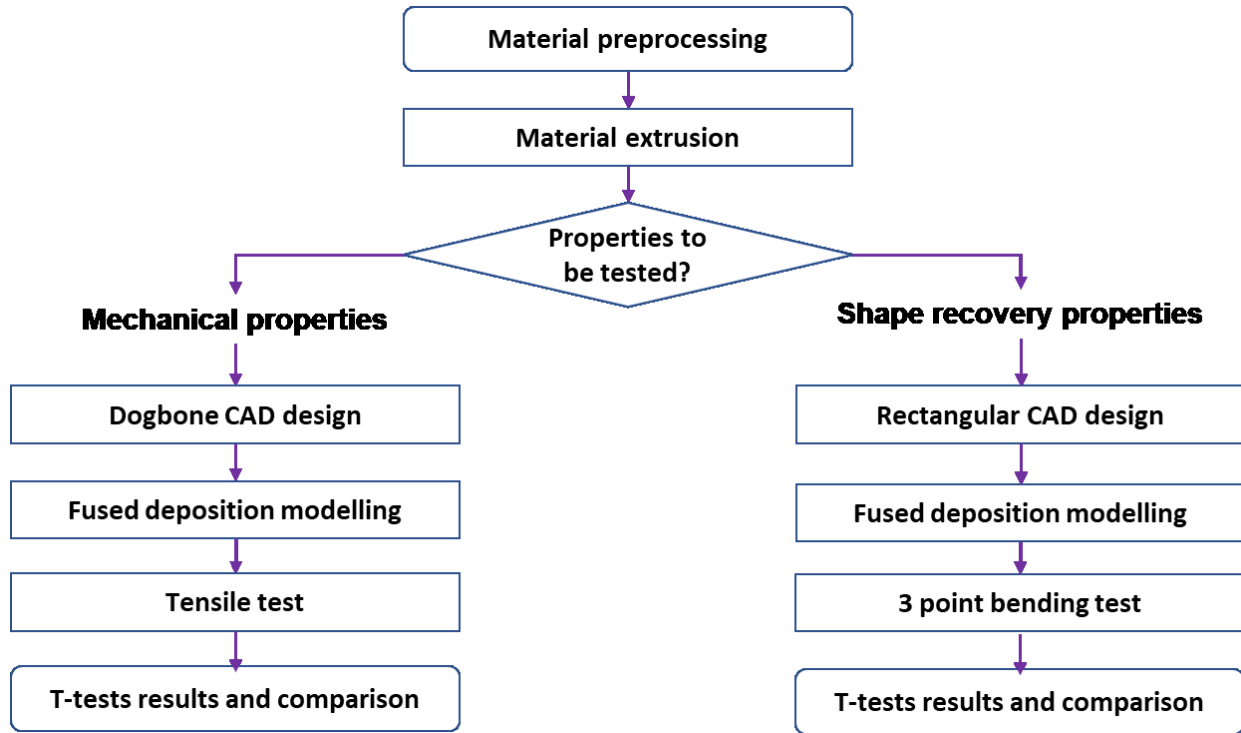 Material preprocessing
Material extrusion
Properties to
be tested?
Mechanical properties
Shape recovery properties
Dogbone CAD design
Rectangular CAD design
Fused deposition modelling
Fused deposition modelling
Tensile test
3 point bending test
T-tests results and comparison
T-tests results and comparison